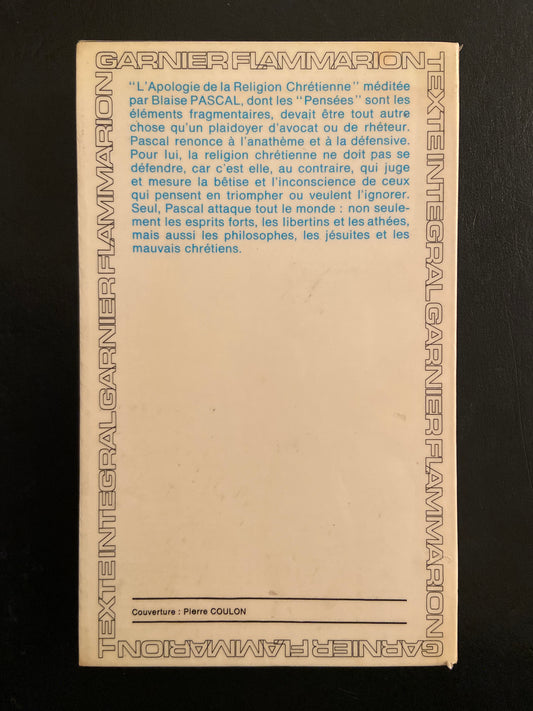 GARNIER FLAMMARION
TEXTE INTEGRAL GARNIER FLAMMARION
"L'Apologie de la Religion Chrétienne" méditée
par Blaise PASCAL, dont les "Pensées" sont les
éléments fragmentaires, devait être tout autre
chose qu'un plaidoyer d'avocat ou de rhéteur.
Pascal renonce à l'anathème et à la défensive.
Pour lui, la religion chrétienne ne doit pas se
défendre, car c'est elle, au contraire, qui juge
et mesure la bêtise et l'inconscience de ceux
qui pensent en triompher ou veulent l'ignorer.
Seul, Pascal attaque tout le monde : non seule-
ment les esprits forts, les libertins et les athées,
mais aussi les philosophes, les jésuites et les
mauvais chrétiens.
TEXTE INTEGRAL GARNIER FLAMMARION
Couverture : Pierre COULON
GARNIER FLAMMARION